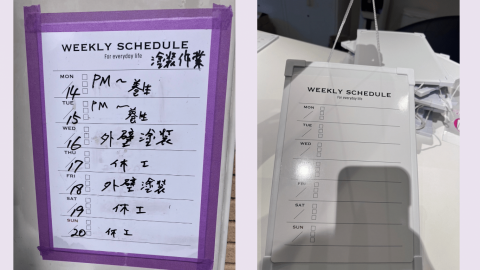 WEEKLY SCHEDULE
For everyday life
塗装作業
MON
14 PM〜養生
TUE
15 PM〜養生
WED
16 外壁塗装
THU
17 休工
FRI
18 外壁塗装
SAT
19 休工
SUN
20 休工
WEEKLY SCHEDULE
For everyday life
MON
TUE
WED
THU
FRI
SAT
SUN